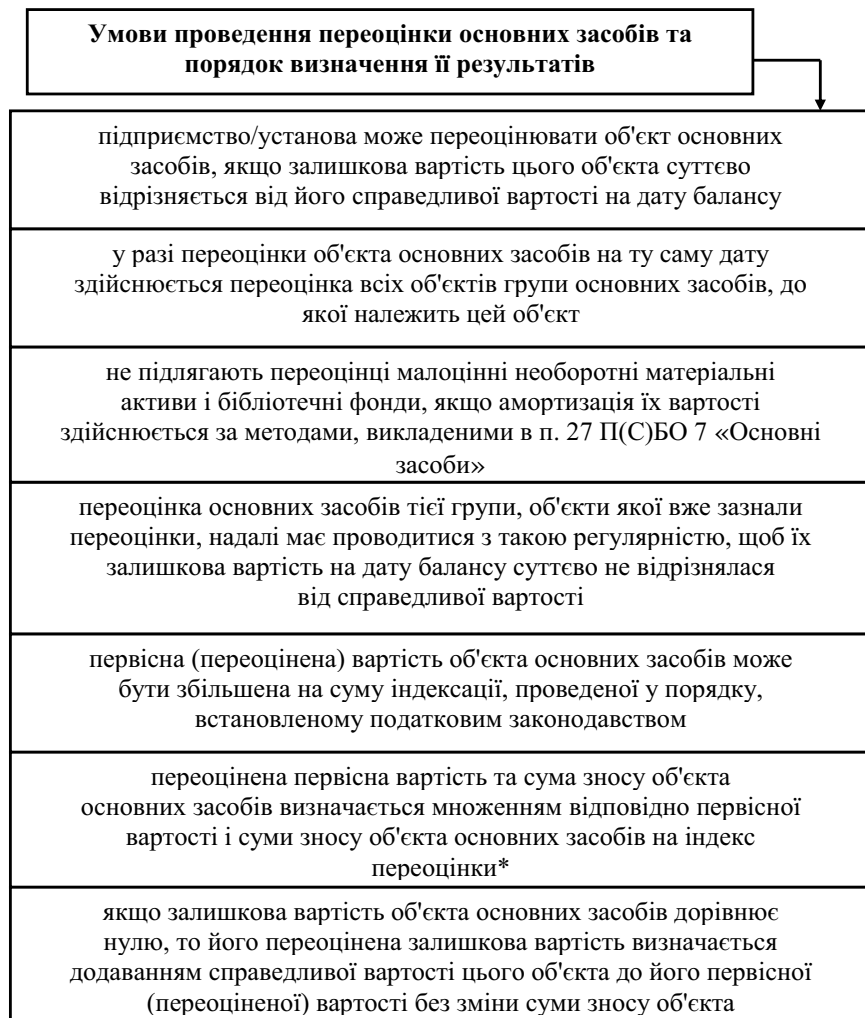 Умови проведення переоцінки основних засобів та
порядок визначення її результатів
підприємство/установа може переоцінювати об'єкт основних
засобів, якщо залишкова вартість цього об'єкта суттєво
відрізняється від його справедливої вартості на дату балансу
у разі переоцінки об'єкта основних засобів на ту саму дату
здійснюється переоцінка всіх об'єктів групи основних засобів, до
якої належить цей об'єкт
не підлягають переоцінці малоцінні необоротні матеріальні
активи і бібліотечні фонди, якщо амортизація їх вартості
здійснюється за методами, викладеними в п. 27 П(С)БО 7 «Основні
засоби»
переоцінка основних засобів тієї групи, об'єкти якої вже зазнали
переоцінки, надалі має проводитися з такою регулярністю, щоб їх
залишкова вартість на дату балансу суттєво не відрізнялася
від справедливої вартості
первісна (переоцінена) вартість об'єкта основних засобів може
бути збільшена на суму індексації, проведеної у порядку,
встановленому податковим законодавством
переоцінена первісна вартість та сума зносу об'єкта
основних засобів визначається множенням відповідно первісної
вартості і суми зносу об'єкта основних засобів на індекс
переоцінки*
якщо залишкова вартість об'єкта основних засобів дорівнює
нулю, то його переоцінена залишкова вартість визначається
додаванням справедливої вартості цього об'єкта до його первісної
(переоціненої) вартості без зміни суми зносу об'єкта